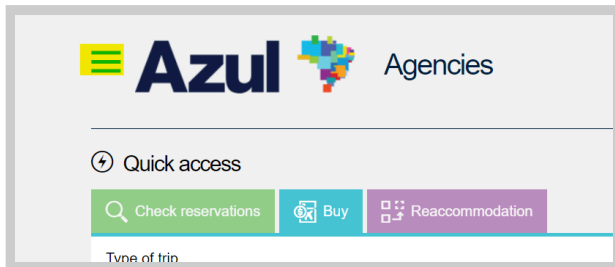 Azul Agencies
Quick access
Check reservations Buy Reaccommodation
Type of trip